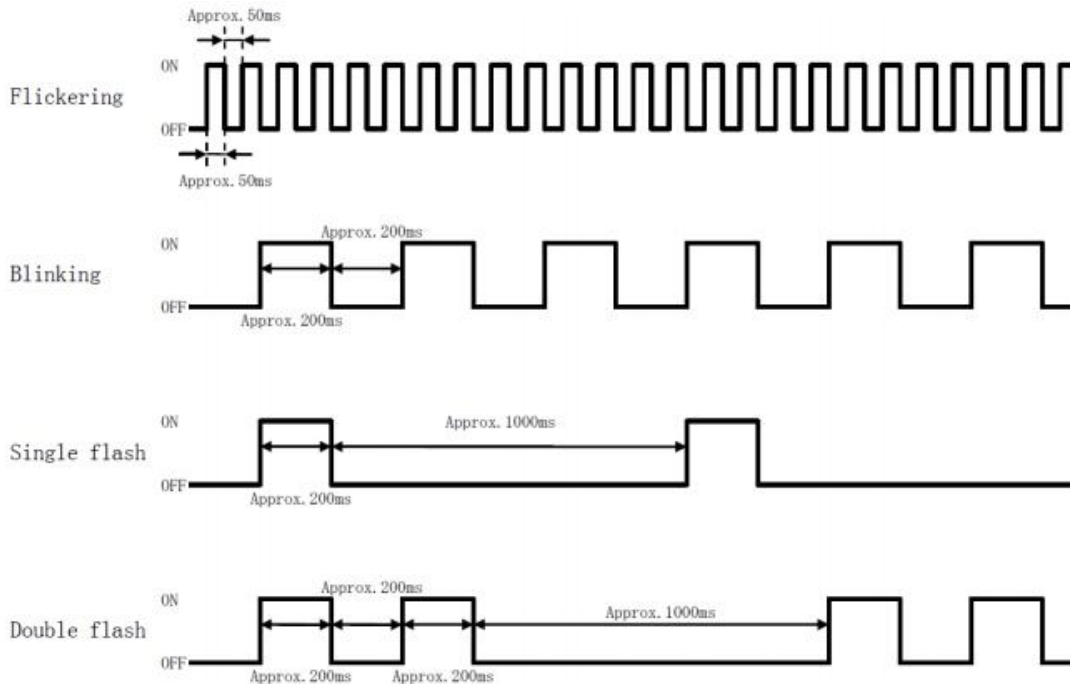 Approx.50ms
ON
Flickering
OFF
Approx.50ms
Approx.200ms
ON
Blinking
OFF
Approx.200ms
ON
Approx.1000ms
Single flash
OFF
Approx.200ms
Approx.200ms
ON
Approx.1000ms
Double flash
OFF
Approx.200ms Approx.200ms